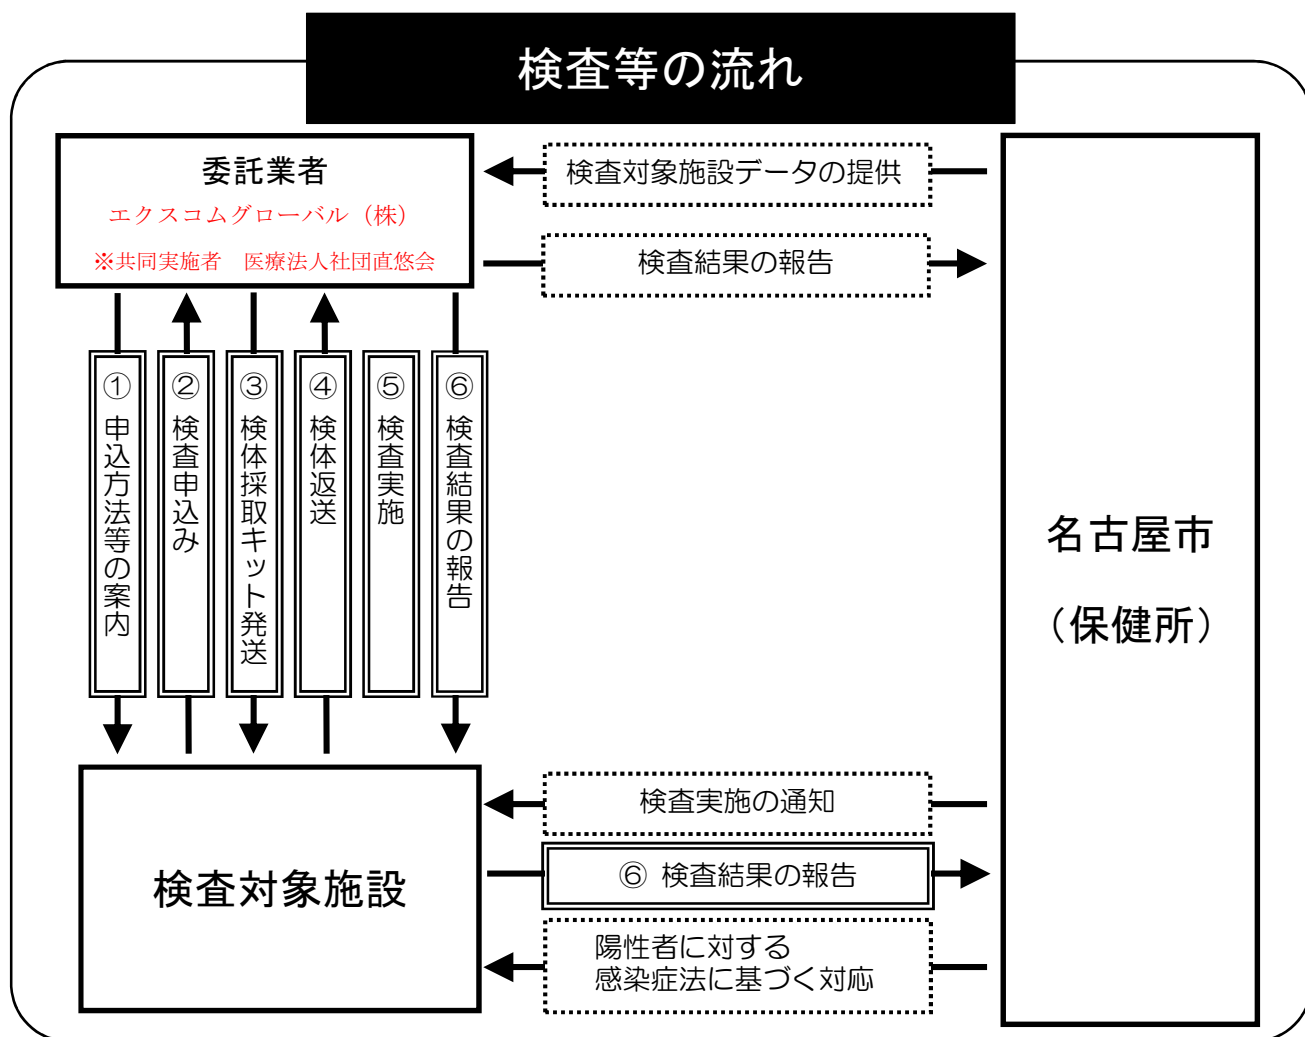 検査等の流れ
委託業者
エクスコムグローバル（株）
※共同実施者　医療法人社団直悠会
検査対象施設データの提供
検査結果の報告
① 申込方法等の案内
② 検査申込み
③ 検体採取キット発送
④ 検体返送
⑤ 検査実施
⑥ 検査結果の報告
名古屋市
（保健所）
検査対象施設
検査実施の通知
⑥ 検査結果の報告
陽性者に対する
感染症法に基づく対応